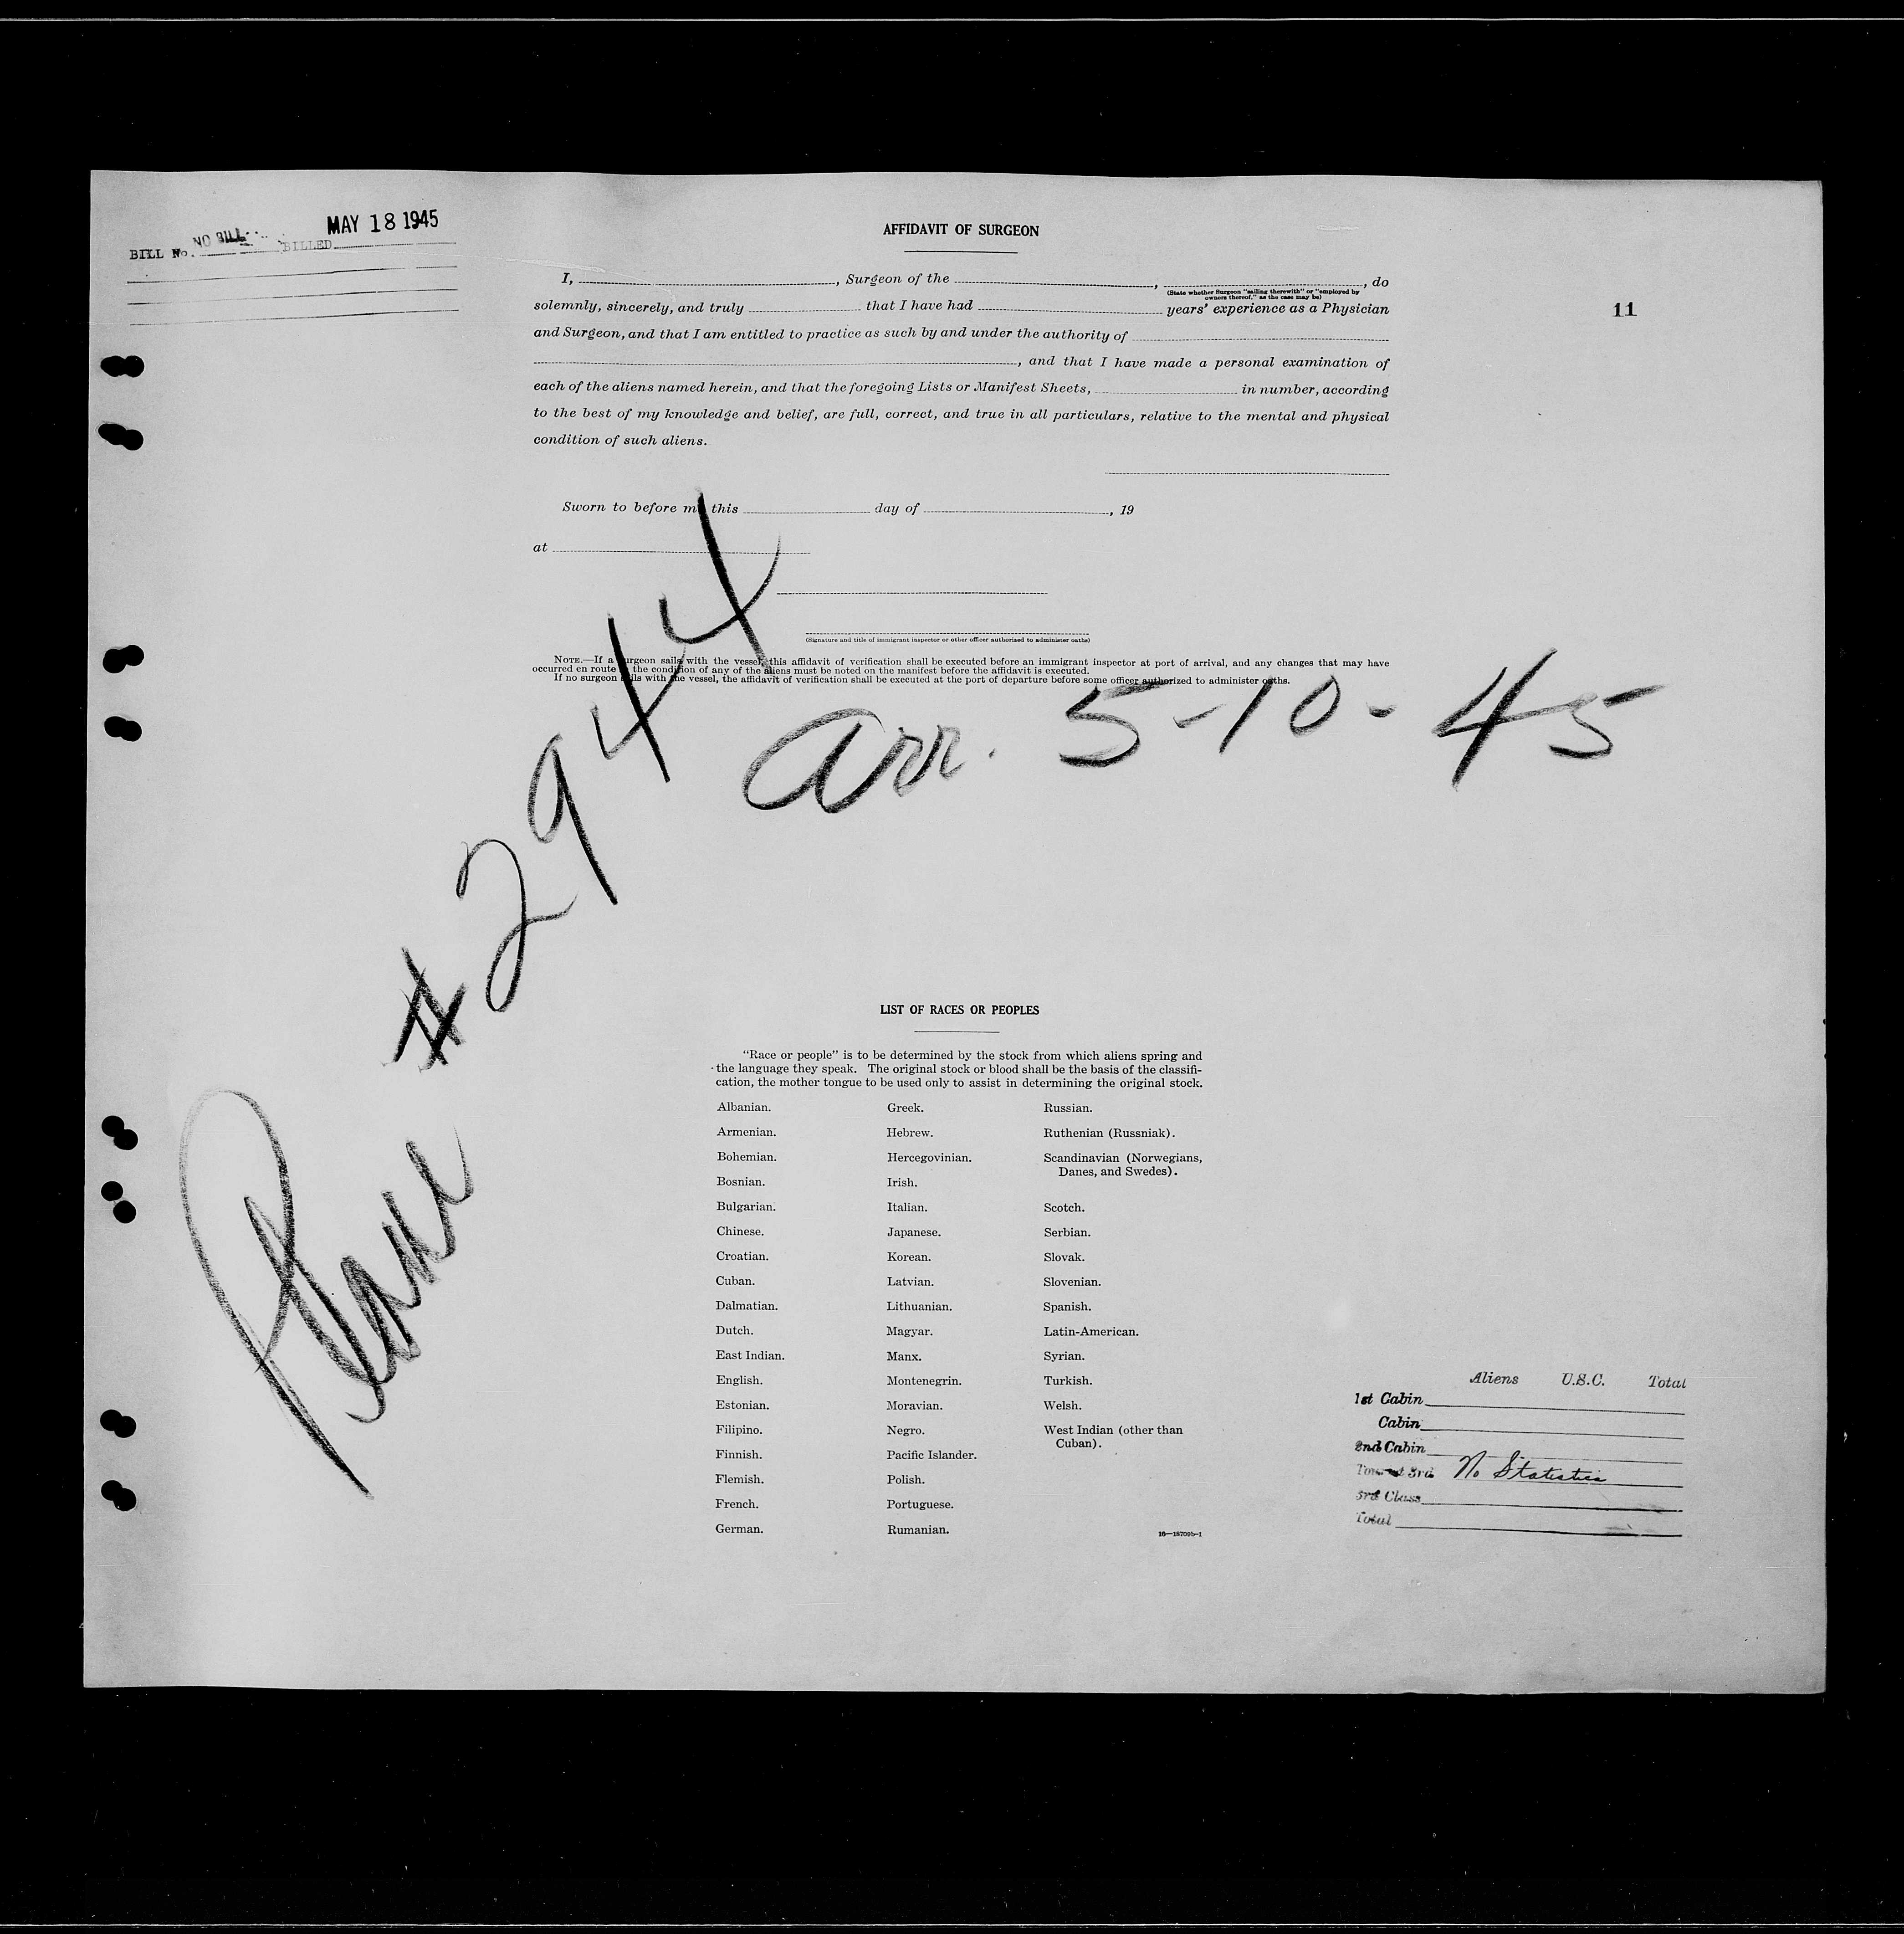 MAY 18 1945
BILL No. NO BILL BILLED
AFFIDAVIT OF SURGEON
I, , Surgeon of the , , do
(State whether Surgeon "sailing therewith" or "employed by
owners thereof," as the case may be)
solemnly, sincerely, and truly that I have had years' experience as a Physician
11
and Surgeon, and that I am entitled to practice as such by and under the authority of
, and that I have made a personal examination of
each of the aliens named herein, and that the foregoing Lists or Manifest Sheets, in number, according
to the best of my knowledge and belief, are full, correct, and true in all particulars, relative to the mental and physical
condition of such aliens.
Sworn to before me this day of , 19
at
(Signature and title of immigrant inspector or other officer authorized to administer oaths)
NOTE.—If a surgeon sails with the vessel, this affidavit of verification shall be executed before an immigrant inspector at port of arrival, and any changes that may have
occurred en route in the condition of any of the aliens must be noted on the manifest before the affidavit is executed.
If no surgeon sails with the vessel, the affidavit of verification shall be executed at the port of departure before some officer authorized to administer oaths.
Plane #2944
arr. 5-10-45
LIST OF RACES OR PEOPLES
"Race or people" is to be determined by the stock from which aliens spring and
the language they speak. The original stock or blood shall be the basis of the classifi-
cation, the mother tongue to be used only to assist in determining the original stock.
Albanian.
Armenian.
Bohemian.
Bosnian.
Bulgarian.
Chinese.
Croatian.
Cuban.
Dalmatian.
Dutch.
East Indian.
English.
Estonian.
Filipino.
Finnish.
Flemish.
French.
German.
Greek.
Hebrew.
Hercegovinian.
Irish.
Italian.
Japanese.
Korean.
Latvian.
Lithuanian.
Magyar.
Manx.
Montenegrin.
Moravian.
Negro.
Pacific Islander.
Polish.
Portuguese.
Rumanian.
Russian.
Ruthenian (Russniak).
Scandinavian (Norwegians,
Danes, and Swedes).
Scotch.
Serbian.
Slovak.
Slovenian.
Spanish.
Latin-American.
Syrian.
Turkish.
Welsh.
West Indian (other than
Cuban).
16—18709b-1
Aliens U.S.C. Total
1st Cabin
Cabin
2nd Cabin
Tourist 3rd No Statistics
3rd Class
Total